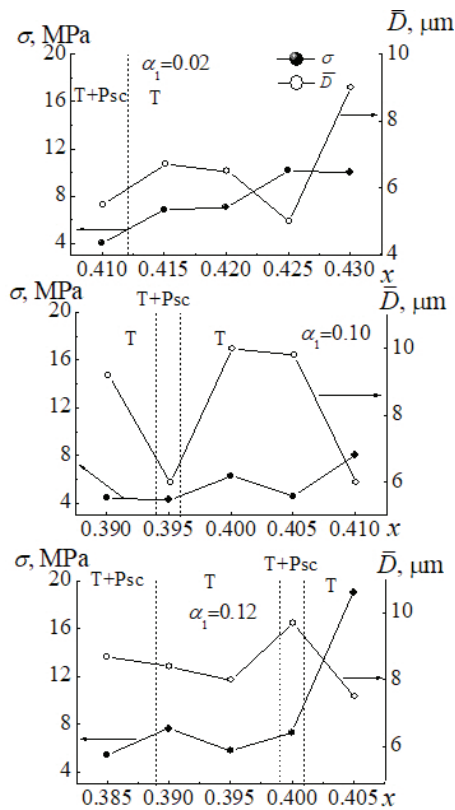 σ, MPa D̄, μm
20 10
α₁=0.02 σ
D̄
T+Psc T
16
8
12
8 6
4 4
0.410 0.415 0.420 0.425 0.430 x
σ, MPa T+Psc D̄, μm
20
T T α₁=0.10
16 10
12 8
8
6
4
0.390 0.395 0.400 0.405 0.410 x
σ, MPa T+Psc D̄, μm
20 T+Psc T T
α₁=0.12 10
16
12 8
8
6
4
0.385 0.390 0.395 0.400 0.405 x